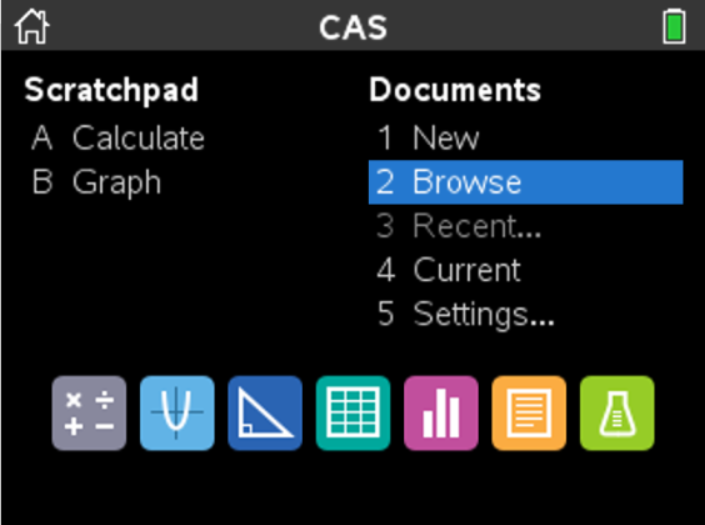 CAS
Scratchpad
A Calculate
B Graph
Documents
1 New
2 Browse
3 Recent...
4 Current
5 Settings...